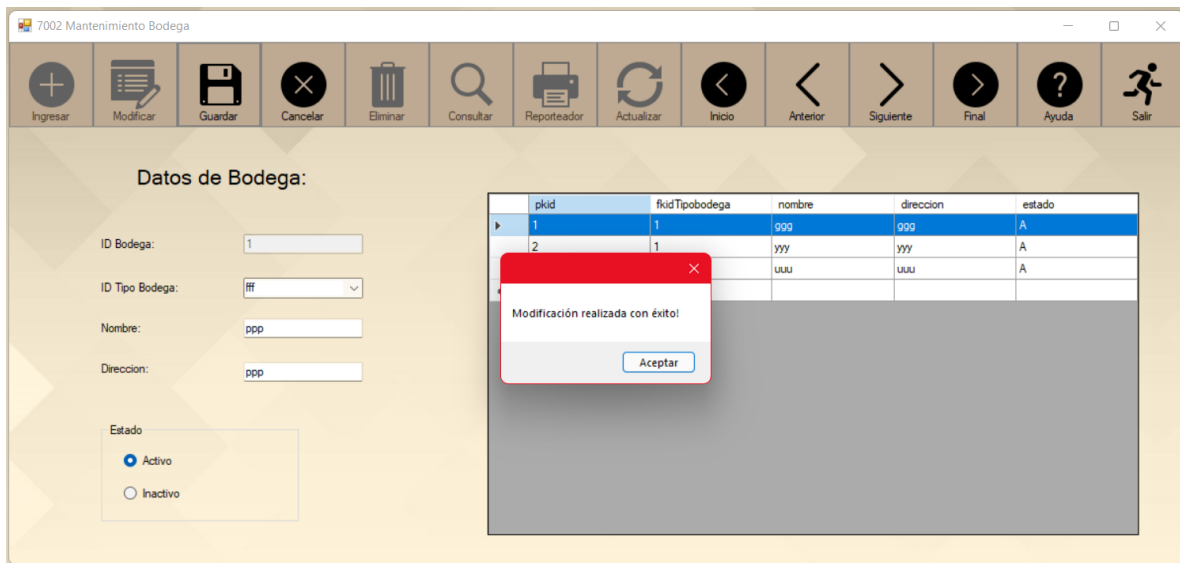 7002 Mantenimiento Bodega
Ingresar Modificar Guardar Cancelar Eliminar Consultar Reporteador Actualizar Inicio Anterior Siguiente Final Ayuda Salir
Datos de Bodega:
ID Bodega: 1
ID Tipo Bodega: fff
Nombre: ppp
Direccion: ppp
Estado
Activo
Inactivo
pkid fkidTipobodega nombre direccion estado
1 1 ggg ggg A
2 1 yyy yyy A
uuu uuu A
Modificación realizada con éxito!
Aceptar